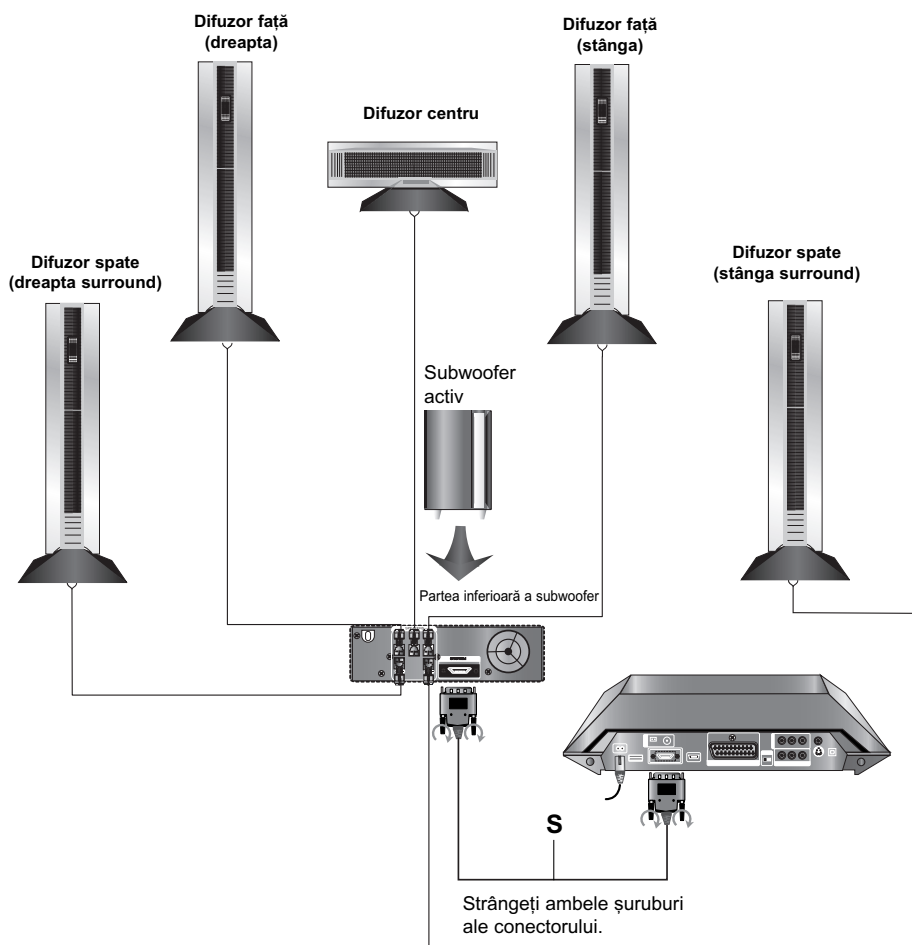 Difuzor față
(dreapta)
Difuzor față
(stânga)
Difuzor centru
Difuzor spate
(dreapta surround)
Difuzor spate
(stânga surround)
Subwoofer
activ
Partea inferioară a subwoofer
S
Strângeți ambele șuruburi
ale conectorului.